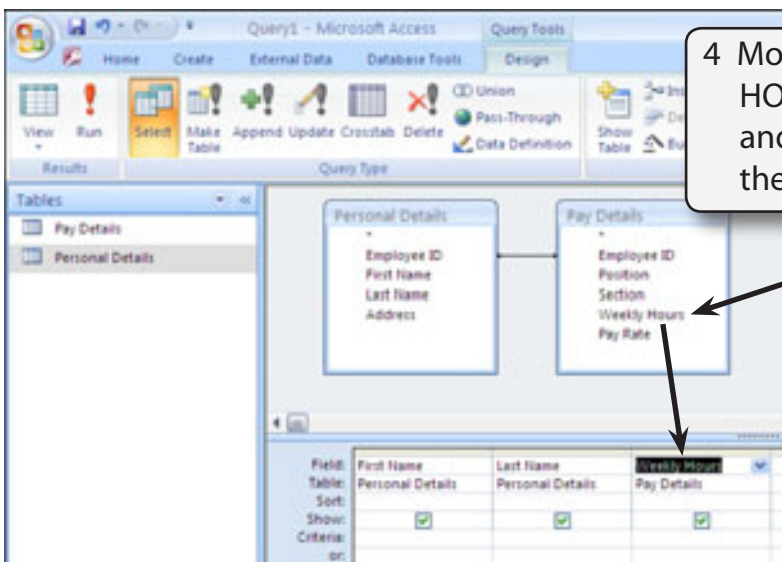 Query1 - Microsoft Access Query Tools
Home Create External Data Database Tools Design
View Run Select Make Table Append Update Crosstab Delete
Union
Pass-Through
Data Definition
Show Table
Results Query Type
4 Mo
HO
and
the
Tables
Pay Details
Personal Details
Personal Details
*
Employee ID
First Name
Last Name
Address
Pay Details
*
Employee ID
Position
Section
Weekly Hours
Pay Rate
Field: First Name Last Name Weekly Hours
Table: Personal Details Personal Details Pay Details
Sort:
Show:
Criteria:
or: